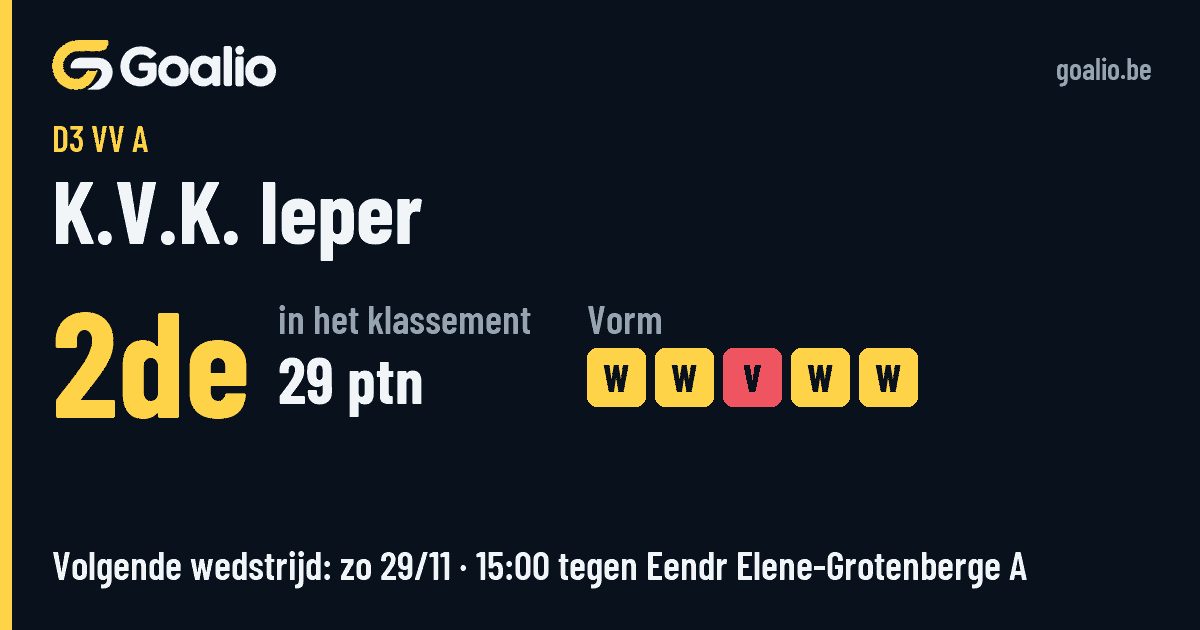 Goalio
goalio.be
D3 VV A
K.V.K. Ieper
2de
in het klassement
29 ptn
Vorm
W W V W W
Volgende wedstrijd: zo 29/11 · 15:00 tegen Eendr Elene-Grotenberge A